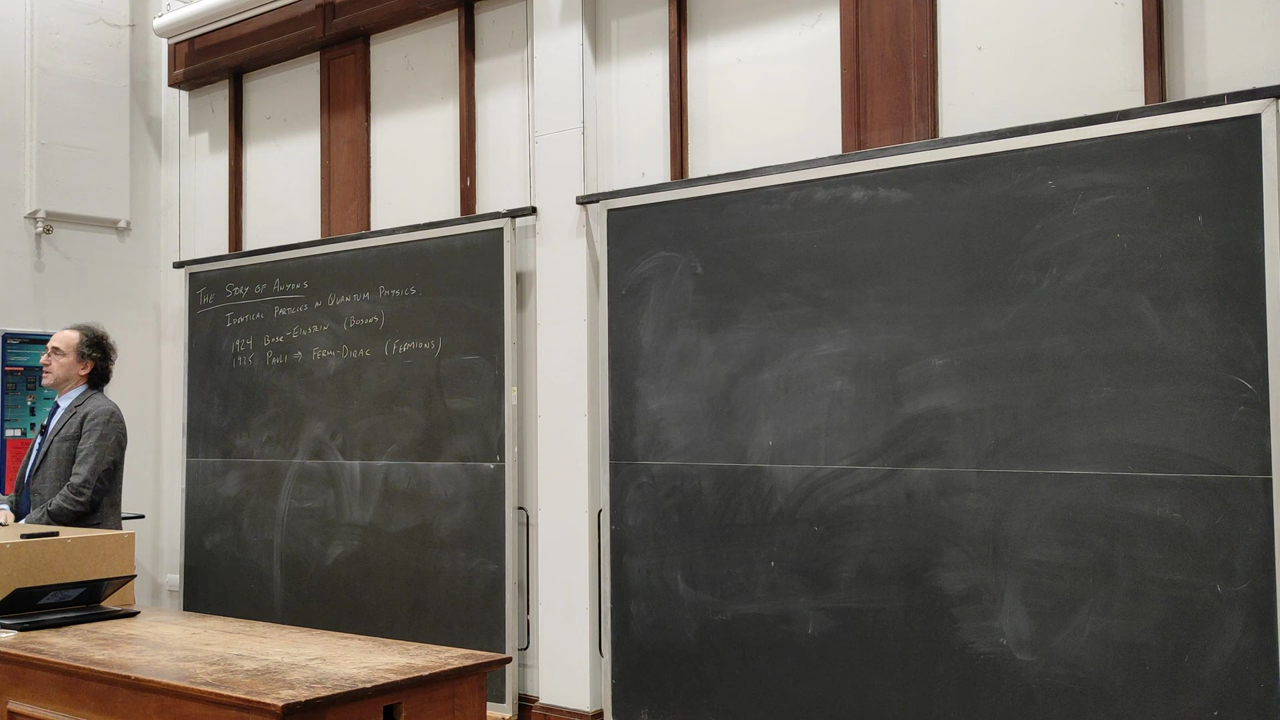 THE STORY OF ANYONS
IDENTICAL PARTICLES IN QUANTUM PHYSICS.
1924 BOSE-EINSTEIN (BOSONS)
1925 PAULI ⇒ FERMI-DIRAC (FERMIONS)